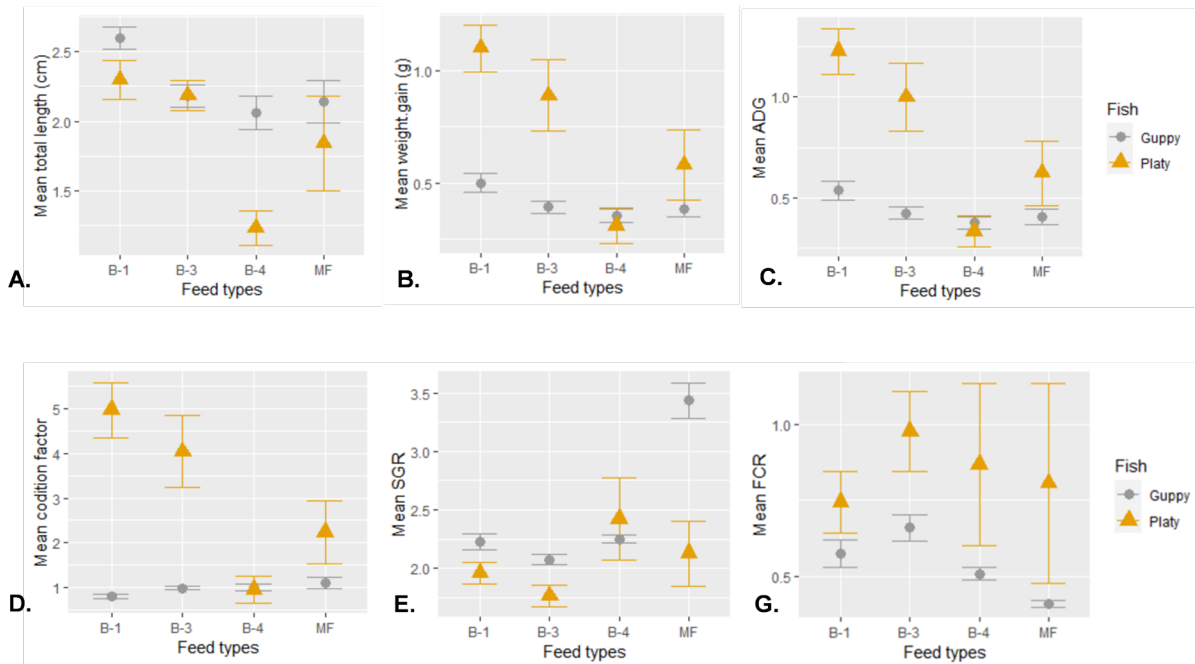 Mean total length (cm)
2.5
2.0
1.5
B-1 B-3 B-4 MF
Feed types
A.
Mean weight.gain (g)
1.0
0.5
B-1 B-3 B-4 MF
Feed types
B.
Mean ADG
1.0
0.5
B-1 B-3 B-4 MF
Feed types
C.
Fish
Guppy
Platy
Mean codition factor
5
4
3
2
1
B-1 B-3 B-4 MF
Feed types
D.
Mean SGR
3.5
3.0
2.5
2.0
B-1 B-3 B-4 MF
Feed types
E.
Mean FCR
1.0
0.5
B-1 B-3 B-4 MF
Feed types
G.
Fish
Guppy
Platy